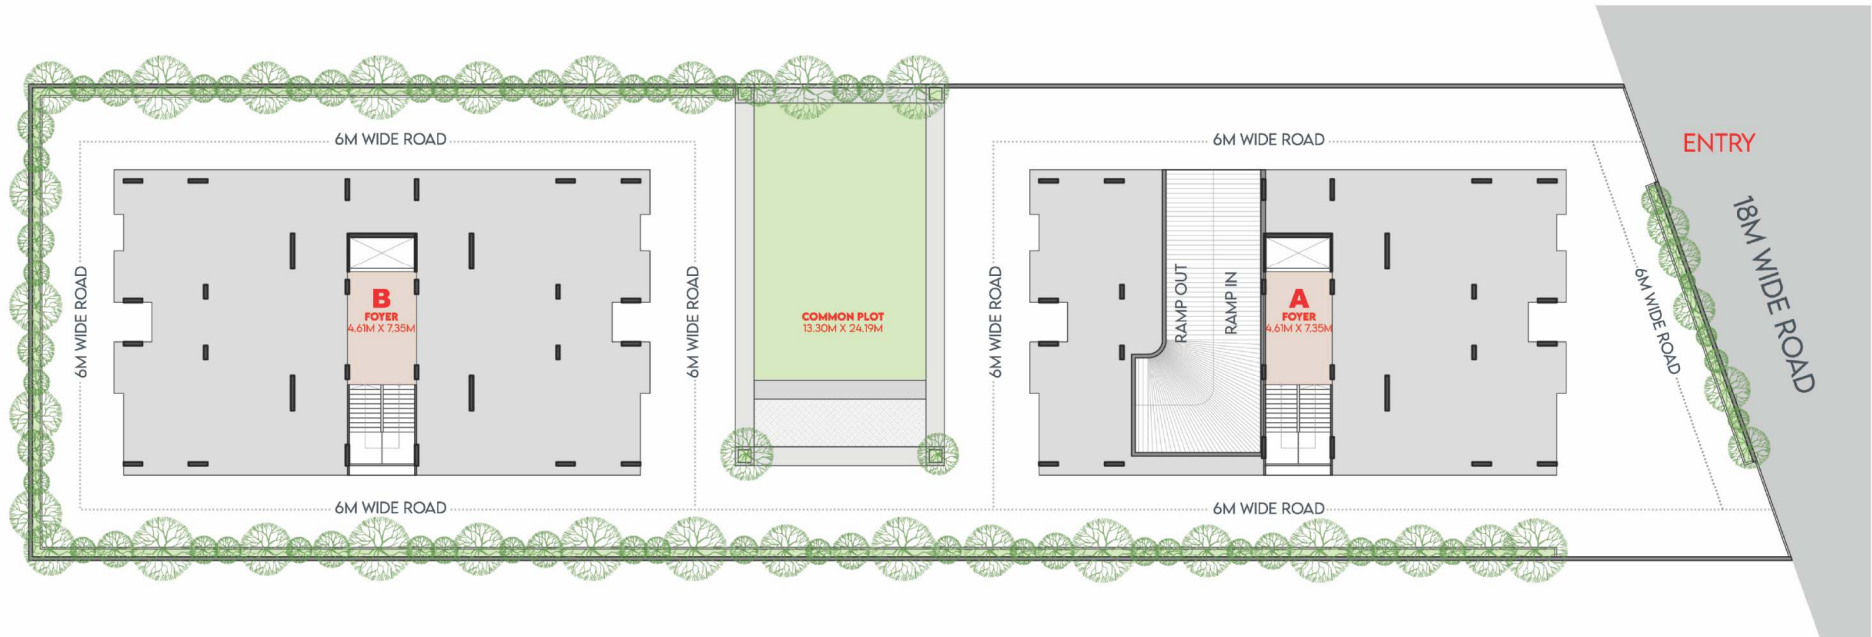 6M WIDE ROAD
6M WIDE ROAD
ENTRY
18M WIDE ROAD
6M WIDE ROAD
B
FOYER
4.61M X 7.35M
6M WIDE ROAD
COMMON PLOT
13.30M X 24.19M
6M WIDE ROAD
RAMP OUT
RAMP IN
A
FOYER
4.61M X 7.35M
6M WIDE ROAD
6M WIDE ROAD
6M WIDE ROAD